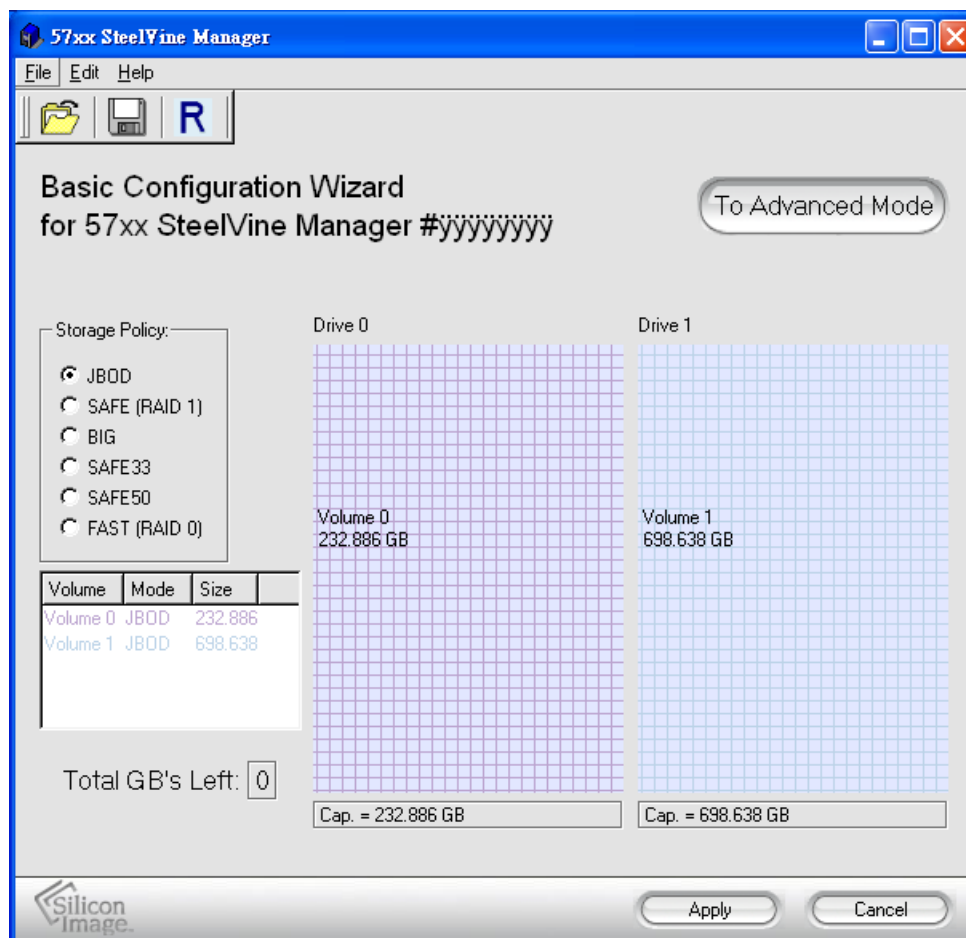 57xx SteelVine Manager
File Edit Help
R
Basic Configuration Wizard
for 57xx SteelVine Manager #ÿÿÿÿÿÿÿÿÿ
To Advanced Mode
Storage Policy:
JBOD
SAFE (RAID 1)
BIG
SAFE33
SAFE50
FAST (RAID 0)
Drive 0
Volume 0
232.886 GB
Cap. = 232.886 GB
Drive 1
Volume 1
698.638 GB
Cap. = 698.638 GB
Volume Mode Size
Volume 0 JBOD 232.886
Volume 1 JBOD 698.638
Total GB's Left: 0
Silicon
Image.
Apply
Cancel